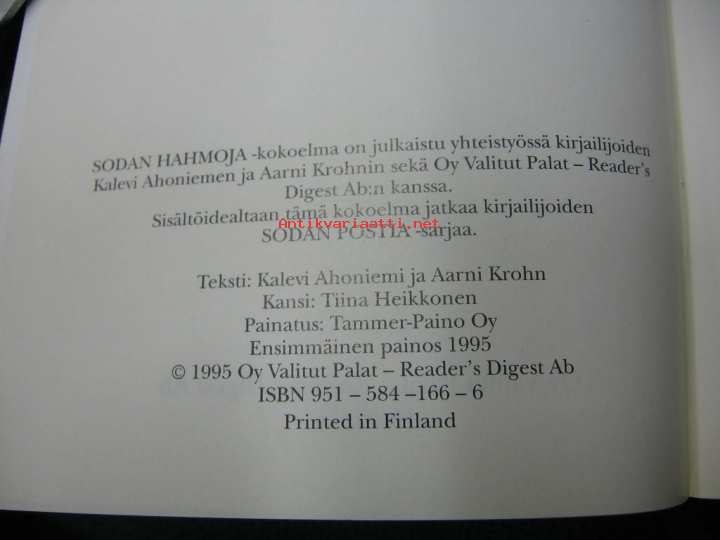 SODAN HAHMOJA -kokoelma on julkaistu yhteistyössä kirjailijoiden
Kalevi Ahoniemen ja Aarni Krohnin sekä Oy Valitut Palat – Reader's
Digest Ab:n kanssa.
Sisältöidealtaan tämä kokoelma jatkaa kirjailijoiden
Antikvariaatti.net
SODAN POSTIA -sarjaa.
Teksti: Kalevi Ahoniemi ja Aarni Krohn
Kansi: Tiina Heikkonen
Painatus: Tammer-Paino Oy
Ensimmäinen painos 1995
© 1995 Oy Valitut Palat – Reader's Digest Ab
ISBN 951 – 584 –166 – 6
Printed in Finland